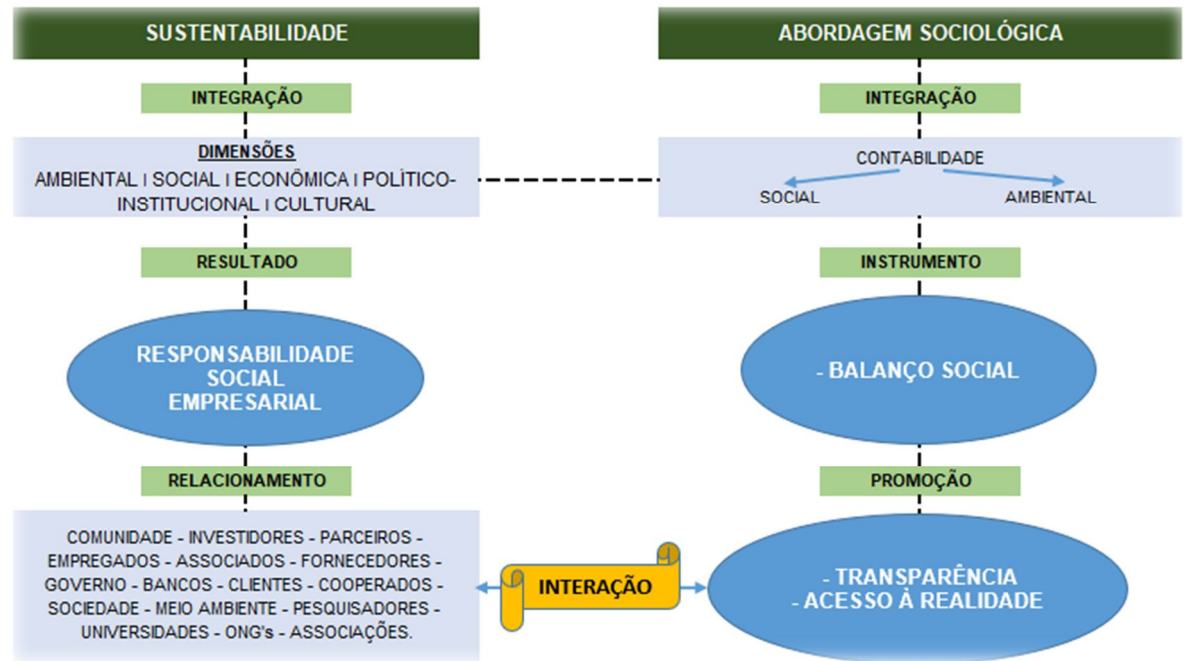 SUSTENTABILIDADE
INTEGRAÇÃO
DIMENSÕES
AMBIENTAL I SOCIAL I ECONÔMICA I POLÍTICO-
INSTITUCIONAL I CULTURAL
RESULTADO
RESPONSABILIDADE
SOCIAL
EMPRESARIAL
RELACIONAMENTO
COMUNIDADE - INVESTIDORES - PARCEIROS -
EMPREGADOS - ASSOCIADOS - FORNECEDORES -
GOVERNO - BANCOS - CLIENTES - COOPERADOS -
SOCIEDADE - MEIO AMBIENTE - PESQUISADORES -
UNIVERSIDADES - ONG's - ASSOCIAÇÕES.
INTERAÇÃO
ABORDAGEM SOCIOLÓGICA
INTEGRAÇÃO
CONTABILIDADE
SOCIAL AMBIENTAL
INSTRUMENTO
- BALANÇO SOCIAL
PROMOÇÃO
- TRANSPARÊNCIA
- ACESSO À REALIDADE